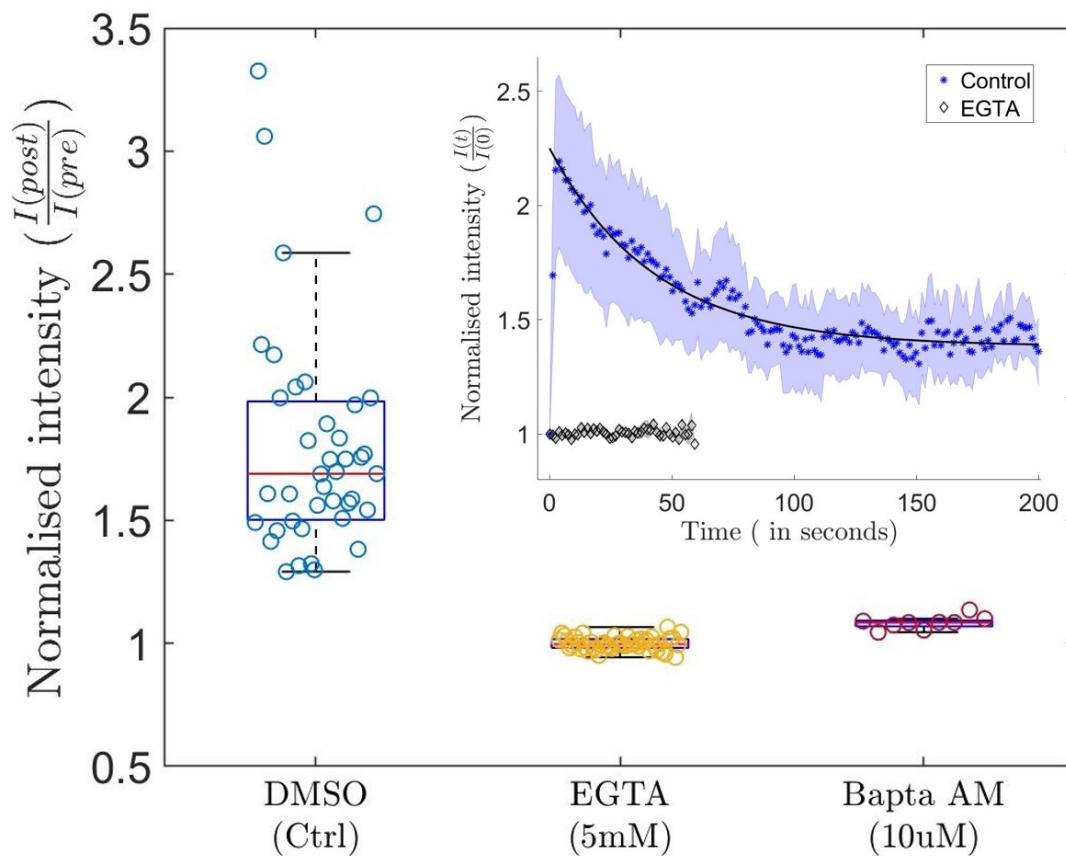 3.5
3
2.5
2
1.5
1
0.5
Normalised intensity (I(post)/I(pre))
DMSO
(Ctrl)
EGTA
(5mM)
Bapta AM
(10uM)
2.5
2
1.5
1
Normalised intensity (I(t)/I(0))
0
50
100
150
200
Time ( in seconds)
Control
EGTA